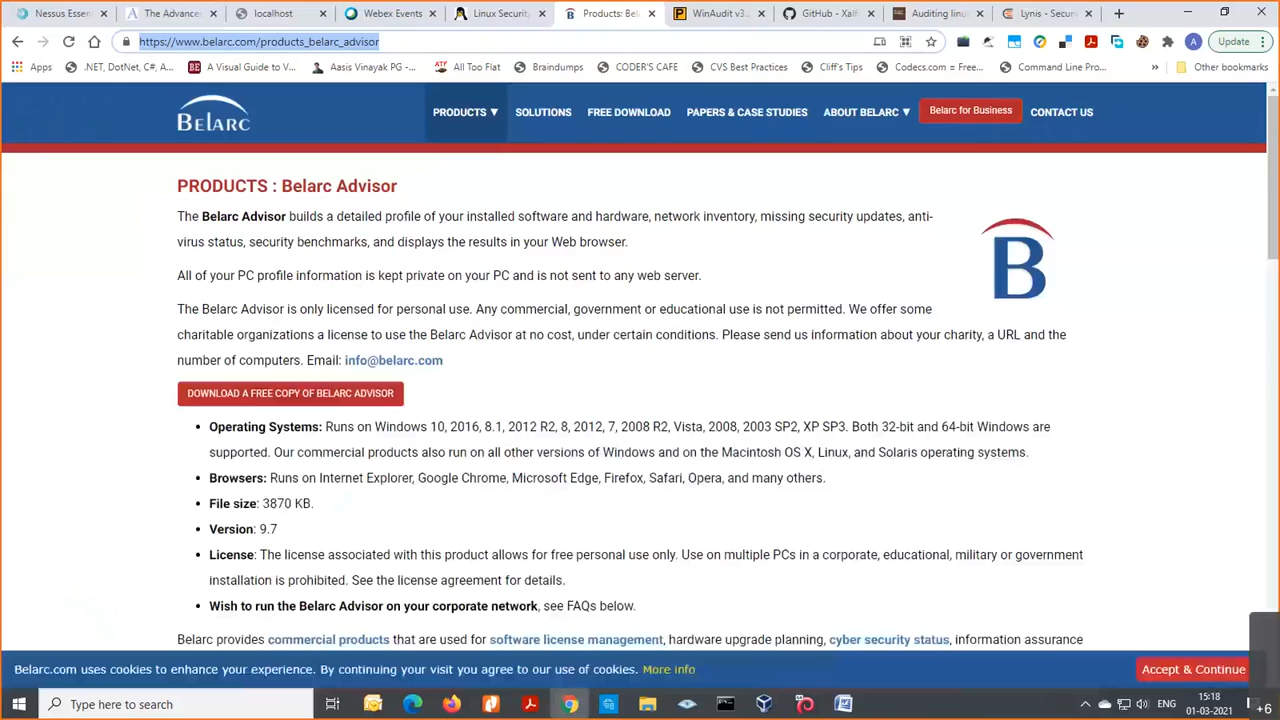 Nessus Essen
The Advance
localhost
Webex Events
Linux Securit
Products: Bel
WinAudit v3.
GitHub - Xalf
Auditing linu
Lynis - Secur
https://www.belarc.com/products_belarc_advisor
A
Update
Apps
.NET, DotNet, C#, A...
BE
A Visual Guide to V...
Aasis Vinayak PG -...
ATF
All Too Flat
Braindumps
CODER'S CAFE
CVS Best Practices
Cliff's Tips
Codecs.com = Free...
Command Line Pro...
»
Other bookmarks
BELARC
PRODUCTS ▼
SOLUTIONS
FREE DOWNLOAD
PAPERS & CASE STUDIES
ABOUT BELARC ▼
Belarc for Business
CONTACT US
PRODUCTS : Belarc Advisor
The Belarc Advisor builds a detailed profile of your installed software and hardware, network inventory, missing security updates, anti-
virus status, security benchmarks, and displays the results in your Web browser.
B
All of your PC profile information is kept private on your PC and is not sent to any web server.
The Belarc Advisor is only licensed for personal use. Any commercial, government or educational use is not permitted. We offer some
charitable organizations a license to use the Belarc Advisor at no cost, under certain conditions. Please send us information about your charity, a URL and the
number of computers. Email: info@belarc.com
DOWNLOAD A FREE COPY OF BELARC ADVISOR
• Operating Systems: Runs on Windows 10, 2016, 8.1, 2012 R2, 8, 2012, 7, 2008 R2, Vista, 2008, 2003 SP2, XP SP3. Both 32-bit and 64-bit Windows are
supported. Our commercial products also run on all other versions of Windows and on the Macintosh OS X, Linux, and Solaris operating systems.
• Browsers: Runs on Internet Explorer, Google Chrome, Microsoft Edge, Firefox, Safari, Opera, and many others.
• File size: 3870 KB.
• Version: 9.7
• License: The license associated with this product allows for free personal use only. Use on multiple PCs in a corporate, educational, military or government
installation is prohibited. See the license agreement for details.
• Wish to run the Belarc Advisor on your corporate network, see FAQs below.
Belarc provides commercial products that are used for software license management, hardware upgrade planning, cyber security status, information assurance
Belarc.com uses cookies to enhance your experience. By continuing your visit you agree to our use of cookies. More info
Accept & Continue
Type here to search
ENG
15:18
01-03-2021
+6